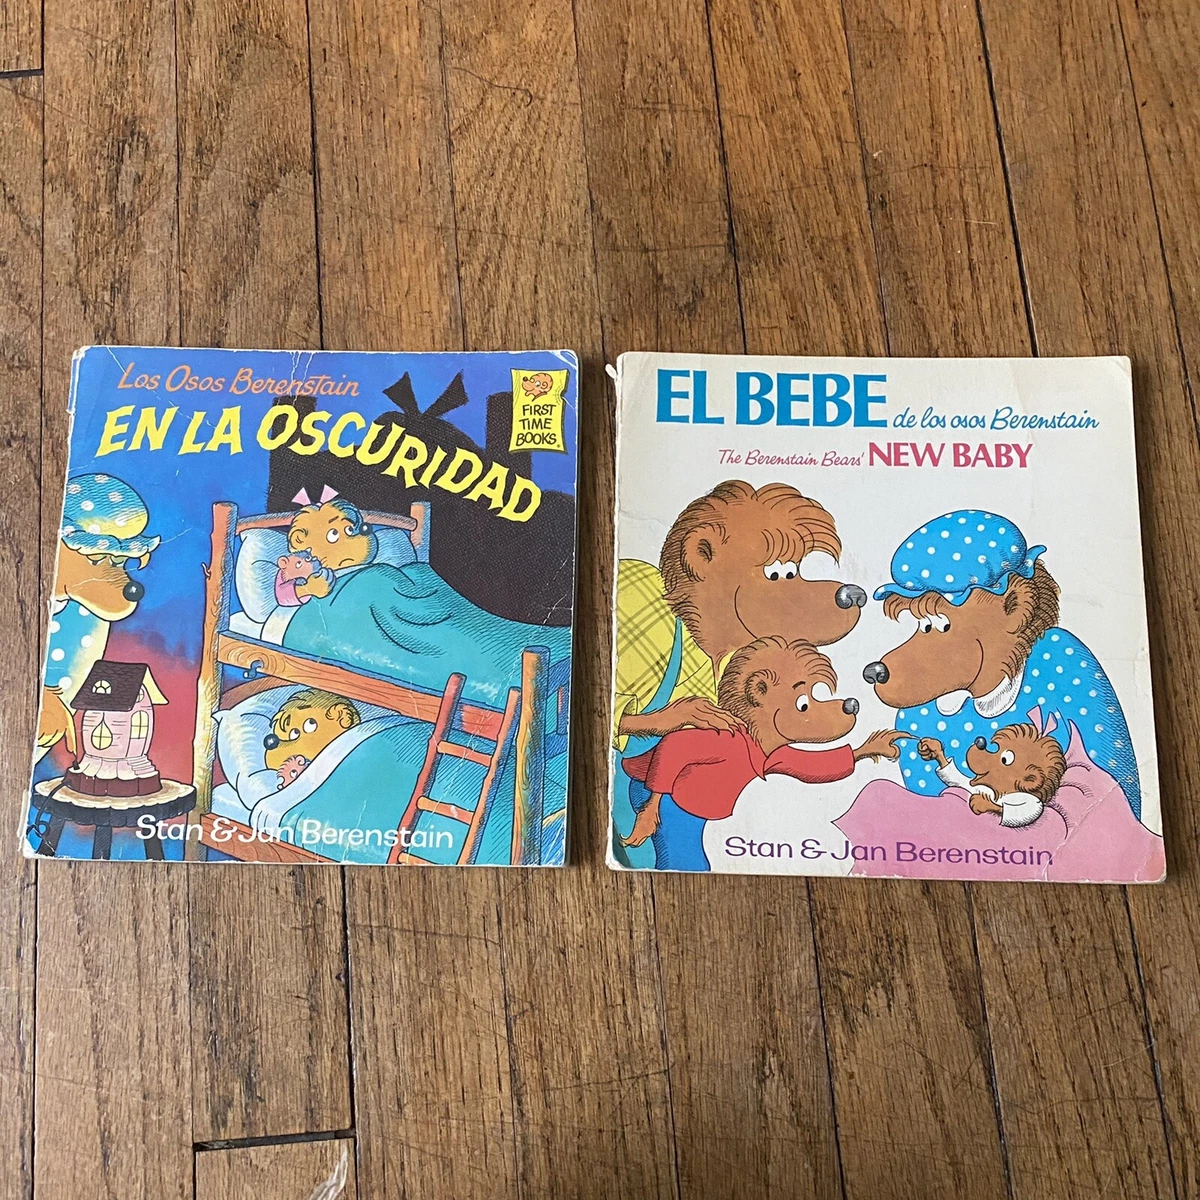 Los Osos Berenstain
EN LA OSCURIDAD
FIRST
TIME
BOOKS®
Stan & Jan Berenstain
EL BEBE de los osos Berenstain
The Berenstain Bears' NEW BABY
Stan & Jan Berenstain